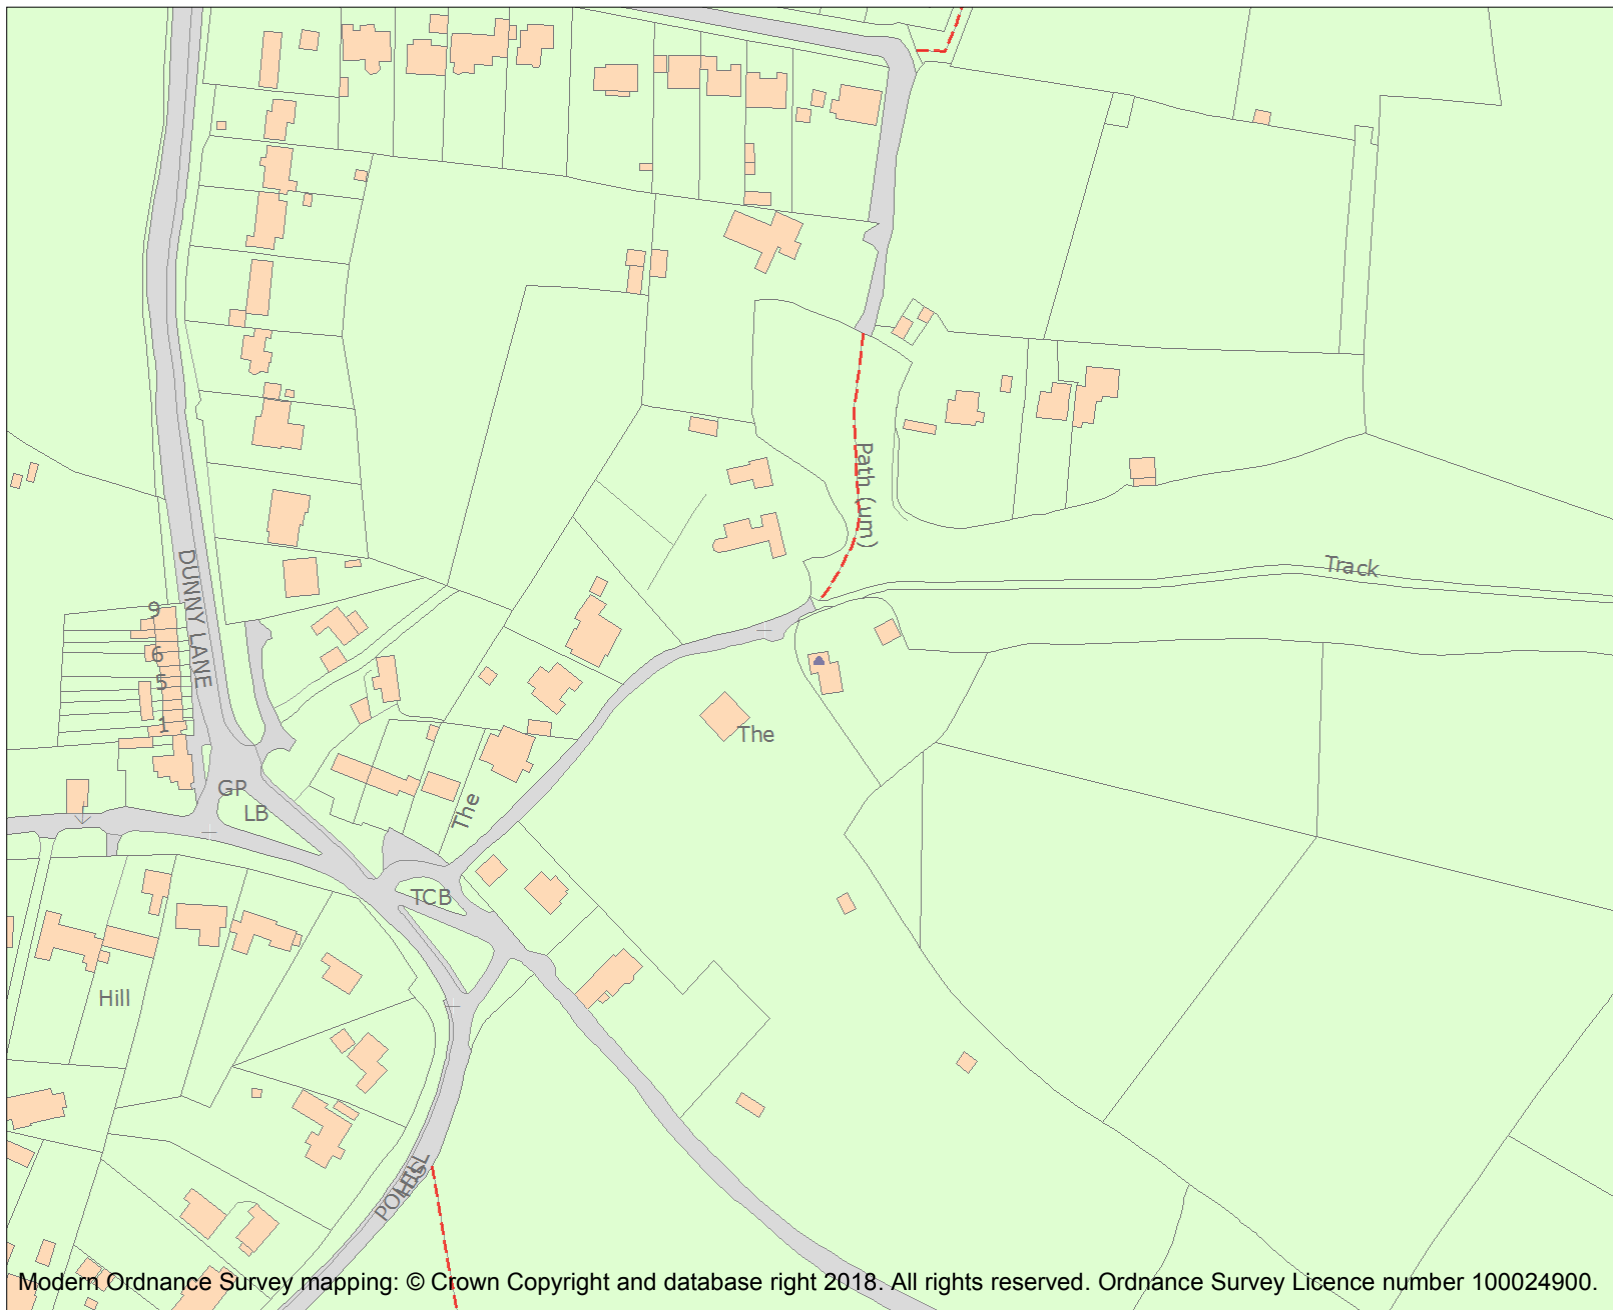 Path (um)
Track
DUNNY LANE
9
6
5
1
The
GP
LB
The
TCB
Hill
Modern Ordnance Survey mapping: © Crown Copyright and database right 2018. All rights reserved. Ordnance Survey Licence number 100024900.